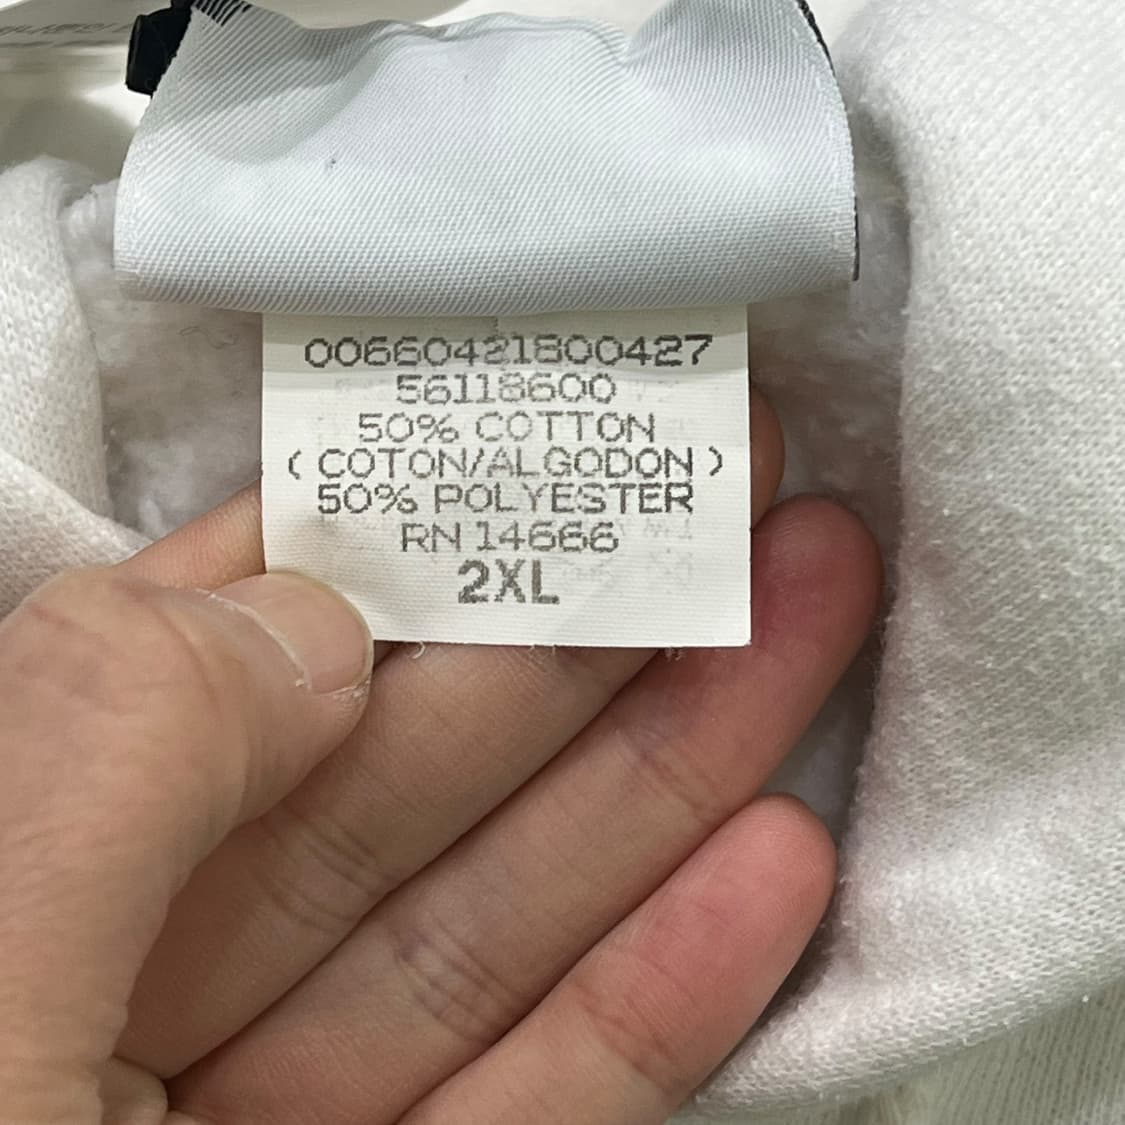 00660421800427
56118600
50% COTTON
( COTON/ALGODON )
50% POLYESTER
RN 14666
2XL